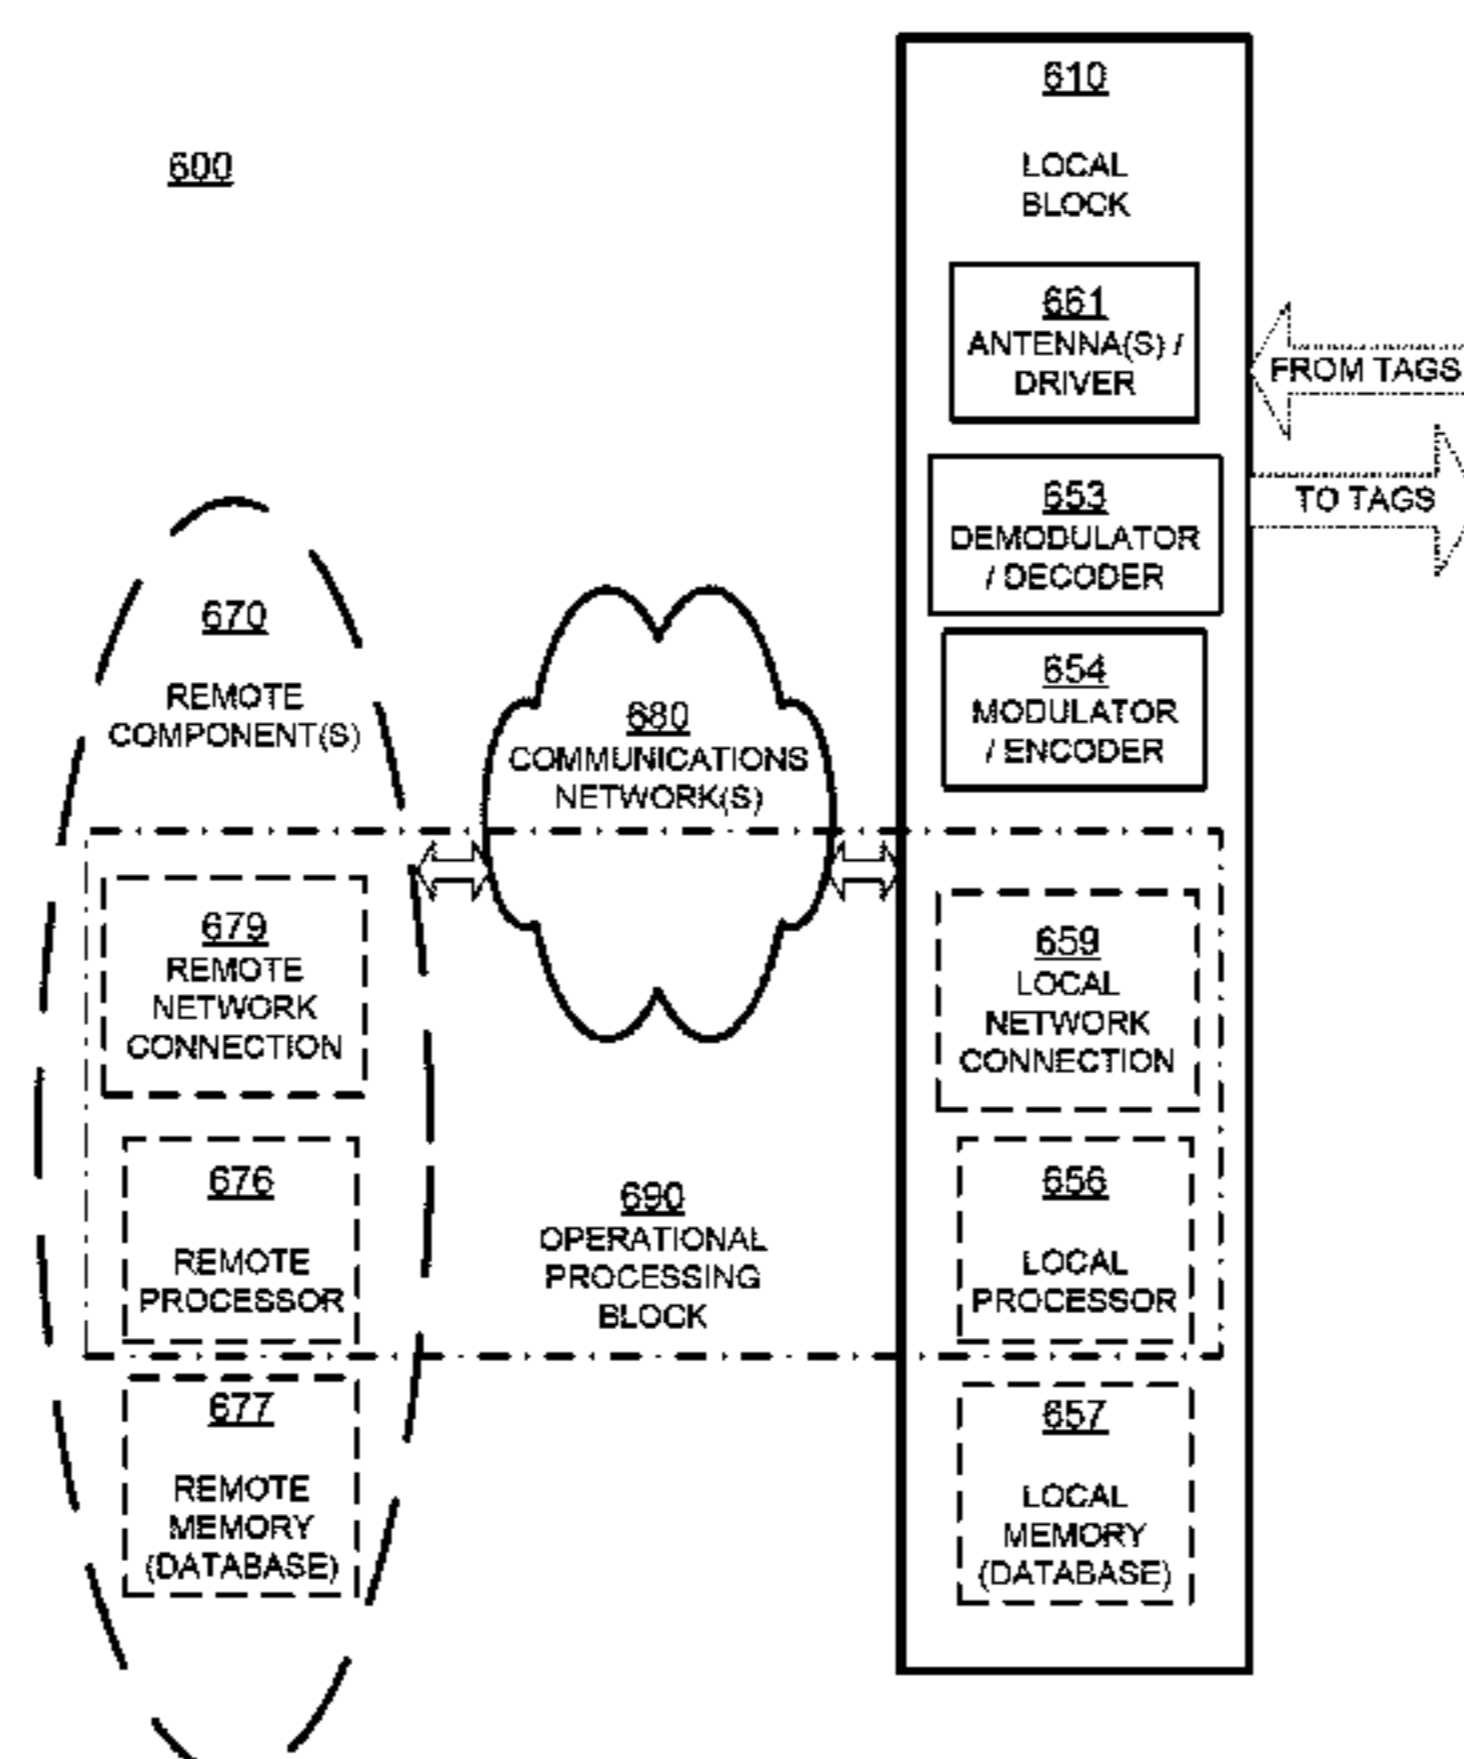 600
610
LOCAL
BLOCK
661
ANTENNA(S) /
DRIVER
FROM TAGS
653
DEMODULATOR
/ DECODER
TO TAGS
654
MODULATOR
/ ENCODER
670
REMOTE
COMPONENT(S)
680
COMMUNICATIONS
NETWORK(S)
679
REMOTE
NETWORK
CONNECTION
659
LOCAL
NETWORK
CONNECTION
676
REMOTE
PROCESSOR
690
OPERATIONAL
PROCESSING
BLOCK
656
LOCAL
PROCESSOR
677
REMOTE
MEMORY
(DATABASE)
657
LOCAL
MEMORY
(DATABASE)